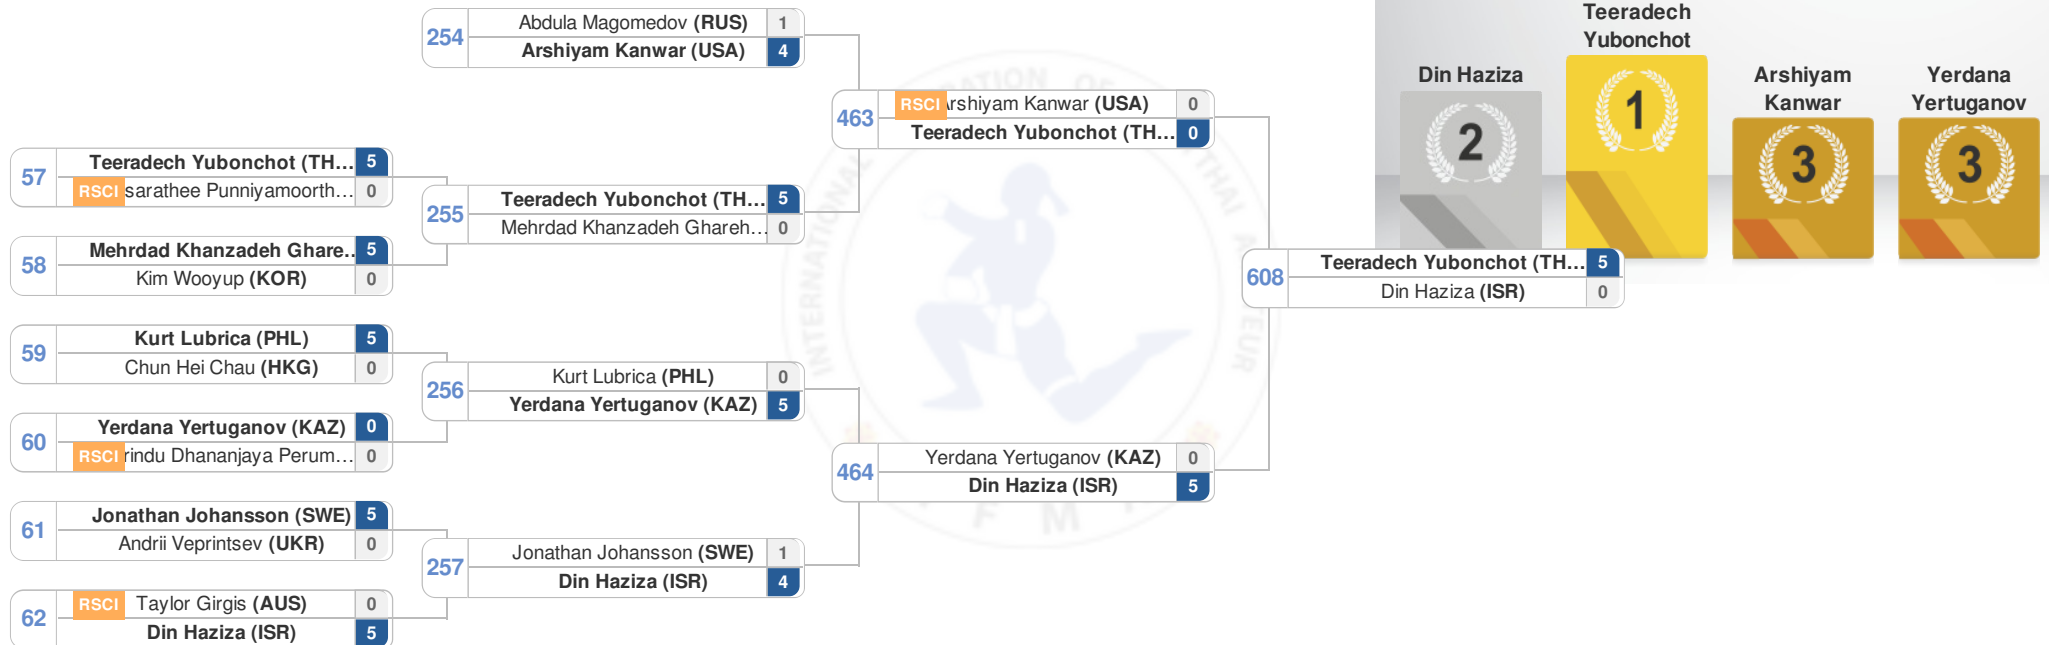 254
Abdula Magomedov (RUS) 1
Arshiyam Kanwar (USA) 4
57
Teeradech Yubonchot (TH... 5
RSCI sarathee Punniyamoorth... 0
58
Mehrdad Khanzadeh Ghare.. 5
Kim Wooyup (KOR) 0
59
Kurt Lubrica (PHL) 5
Chun Hei Chau (HKG) 0
60
Yerdana Yertuganov (KAZ) 0
RSCI rindu Dhananjaya Perum... 0
61
Jonathan Johansson (SWE) 5
Andrii Veprintsev (UKR) 0
62
RSCI Taylor Girgis (AUS) 0
Din Haziza (ISR) 5
255
Teeradech Yubonchot (TH... 5
Mehrdad Khanzadeh Ghareh... 0
256
Kurt Lubrica (PHL) 0
Yerdana Yertuganov (KAZ) 5
257
Jonathan Johansson (SWE) 1
Din Haziza (ISR) 4
463
RSCI rshiyam Kanwar (USA) 0
Teeradech Yubonchot (TH... 0
464
Yerdana Yertuganov (KAZ) 0
Din Haziza (ISR) 5
608
Teeradech Yubonchot (TH... 5
Din Haziza (ISR) 0
Din Haziza
2
Teeradech
Yubonchot
1
Arshiyam
Kanwar
3
Yerdana
Yertuganov
3
INTERNATIONAL
THAI
F M